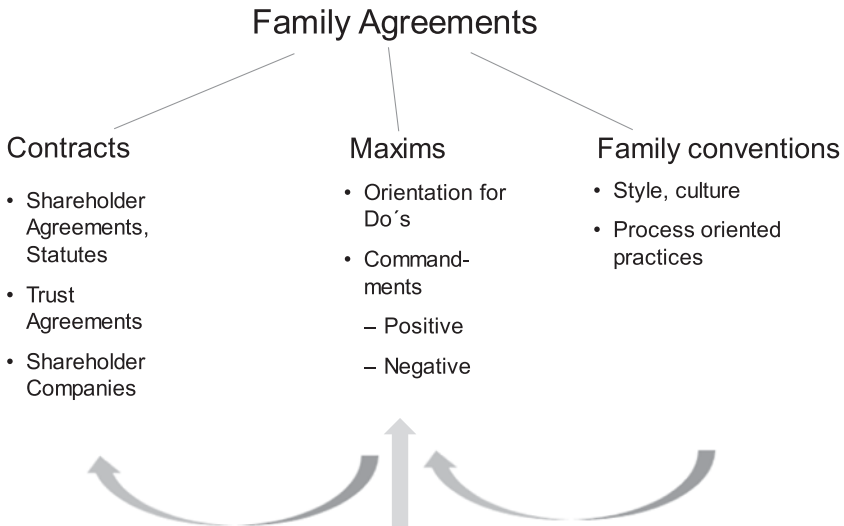 Family Agreements
Contracts
• Shareholder
Agreements,
Statutes
• Trust
Agreements
• Shareholder
Companies
Maxims
• Orientation for
Do´s
• Command-
ments
– Positive
– Negative
Family conventions
• Style, culture
• Process oriented
practices